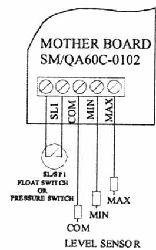 MOTHER BOARD
SM/QA60C-0102
SL1
COM
MIN
MAX
SL/SP1
FLOAT SWITCH
OR
PRESSURE SWITCH
MAX
MIN
COM
LEVEL SENSOR